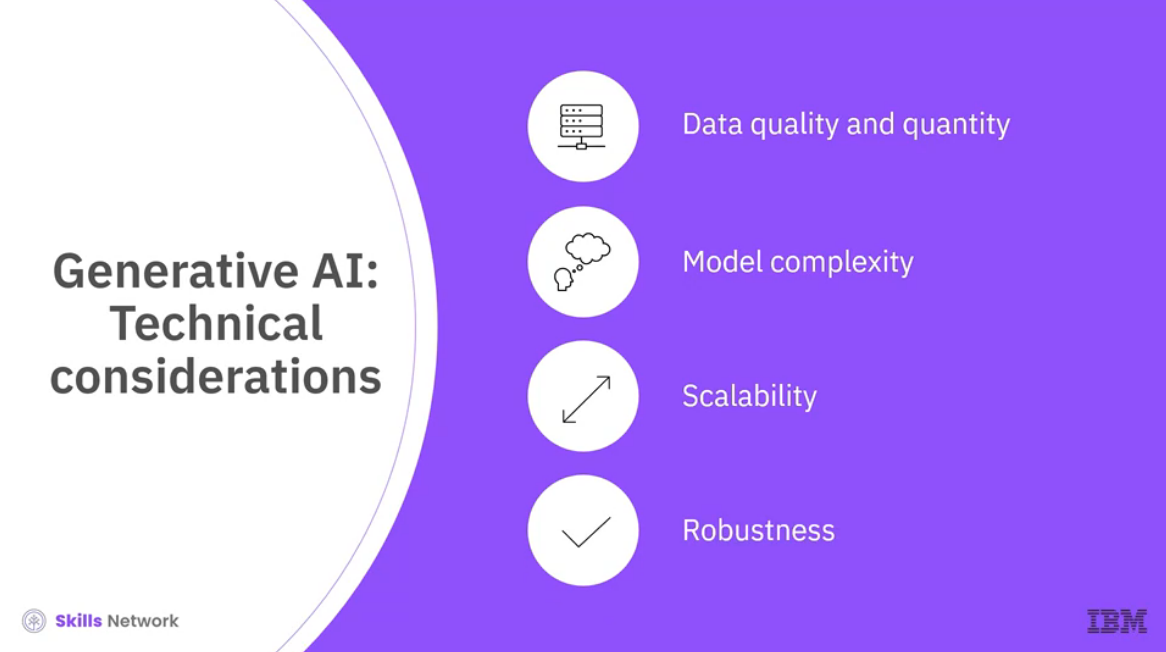 Generative AI:
Technical
considerations
Data quality and quantity
Model complexity
Scalability
Robustness
Skills Network
IBM